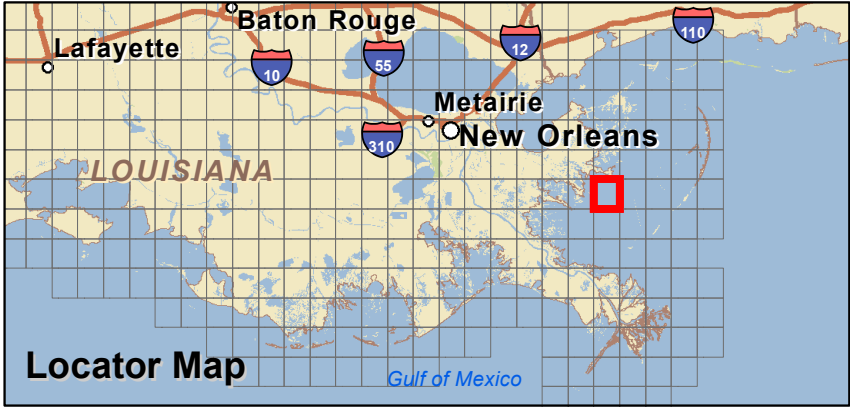 Baton Rouge
110
12
Lafayette
55
10
Metairie
New Orleans
310
LOUISIANA
Locator Map
Gulf of Mexico